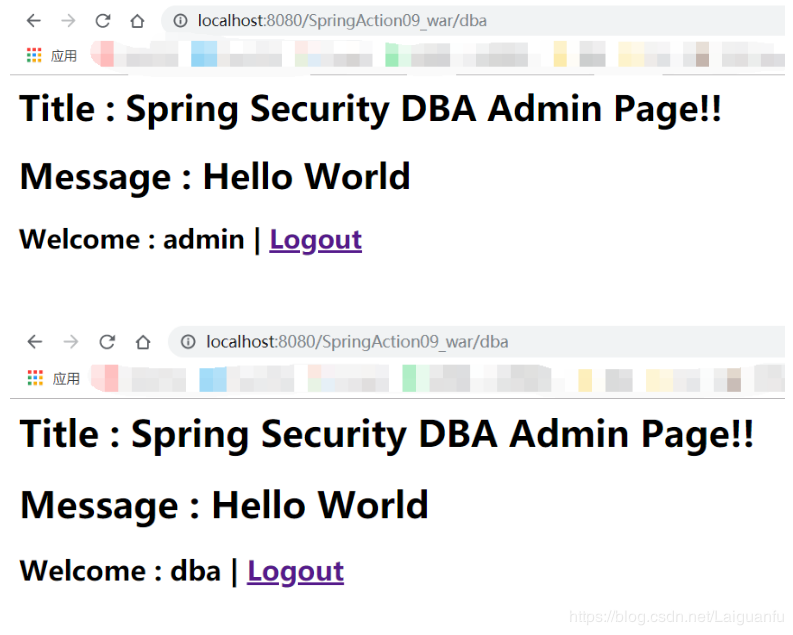 localhost:8080/SpringAction09_war/dba
应用
Title : Spring Security DBA Admin Page!!
Message : Hello World
Welcome : admin | Logout
localhost:8080/SpringAction09_war/dba
应用
Title : Spring Security DBA Admin Page!!
Message : Hello World
Welcome : dba | Logout
https://blog.csdn.net/Laiguanfu